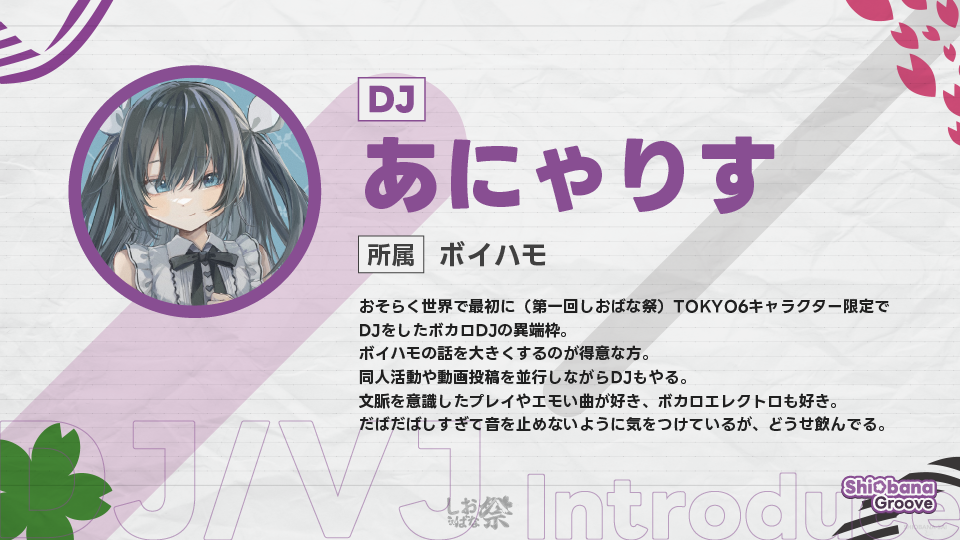 DJ
あにゃりす
所属 ボイハモ
おそらく世界で最初に（第一回しおばな祭）TOKYO6キャラクター限定で
DJをしたボカロDJの異端枠。
ボイハモの話を大きくするのが得意な方。
同人活動や動画投稿を並行しながらDJもやる。
文脈を意識したプレイやエモい曲が好き、ボカロエレクトロも好き。
だばだばしすぎて音を止めないように気をつけているが、どうせ飲んでる。
DJ/VJ Introduce
しおばな祭
Shiobana
Groove